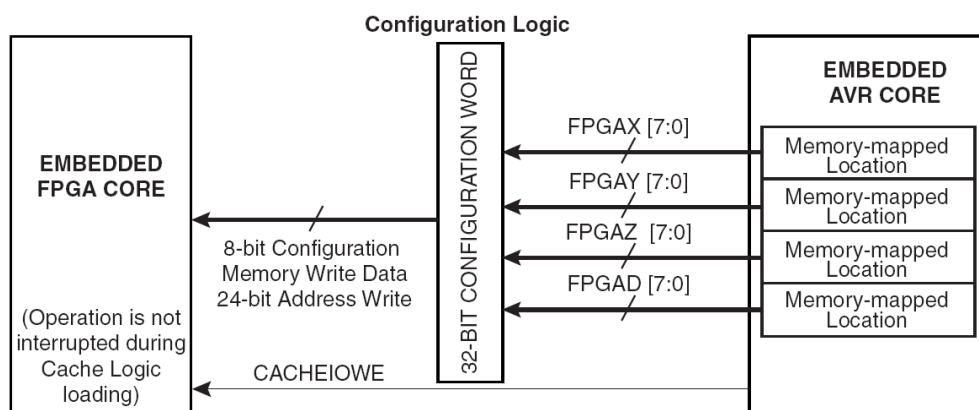 Configuration Logic
EMBEDDED
FPGA CORE
(Operation is not
interrupted during
Cache Logic
loading)
8-bit Configuration
Memory Write Data
24-bit Address Write
CACHEIOWE
32-BIT CONFIGURATION WORD
FPGAX [7:0]
FPGAY [7:0]
FPGAZ [7:0]
FPGAD [7:0]
EMBEDDED
AVR CORE
Memory-mapped
Location
Memory-mapped
Location
Memory-mapped
Location
Memory-mapped
Location